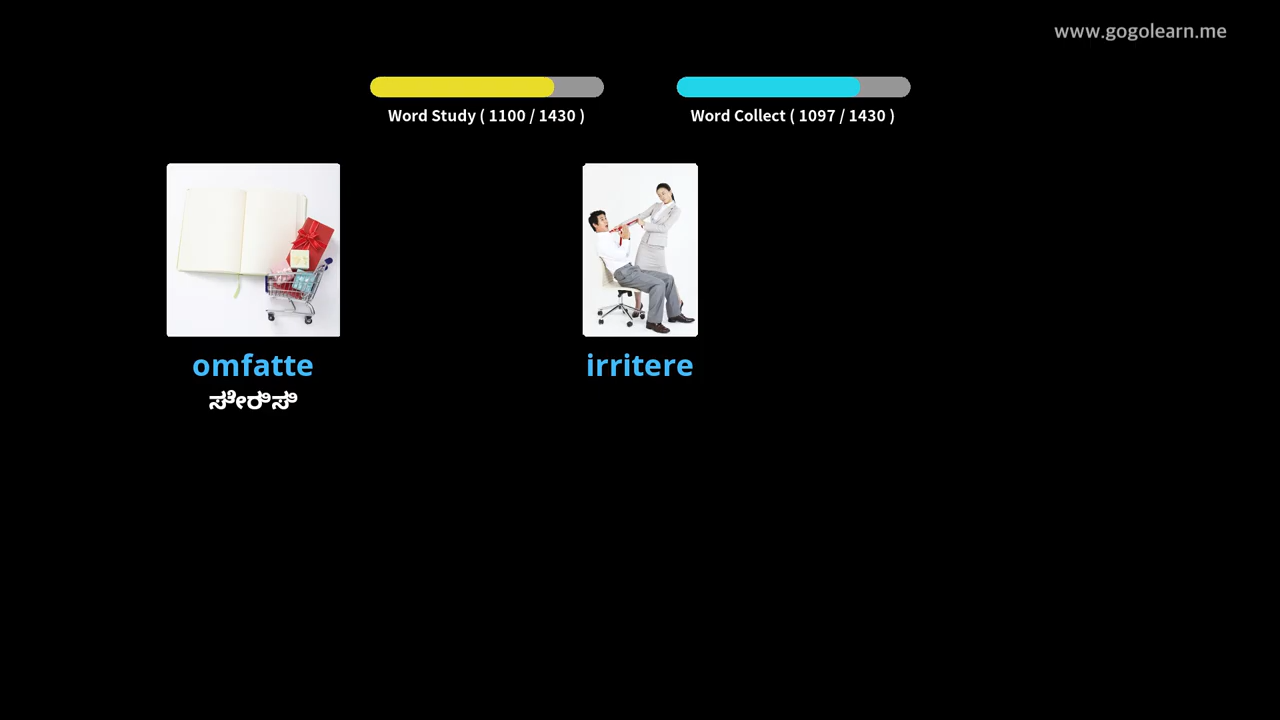 www.gogolearn.me
Word Study ( 1100 / 1430 )
Word Collect ( 1097 / 1430 )
omfatte
irritere
ಸೇರಿಸಿ